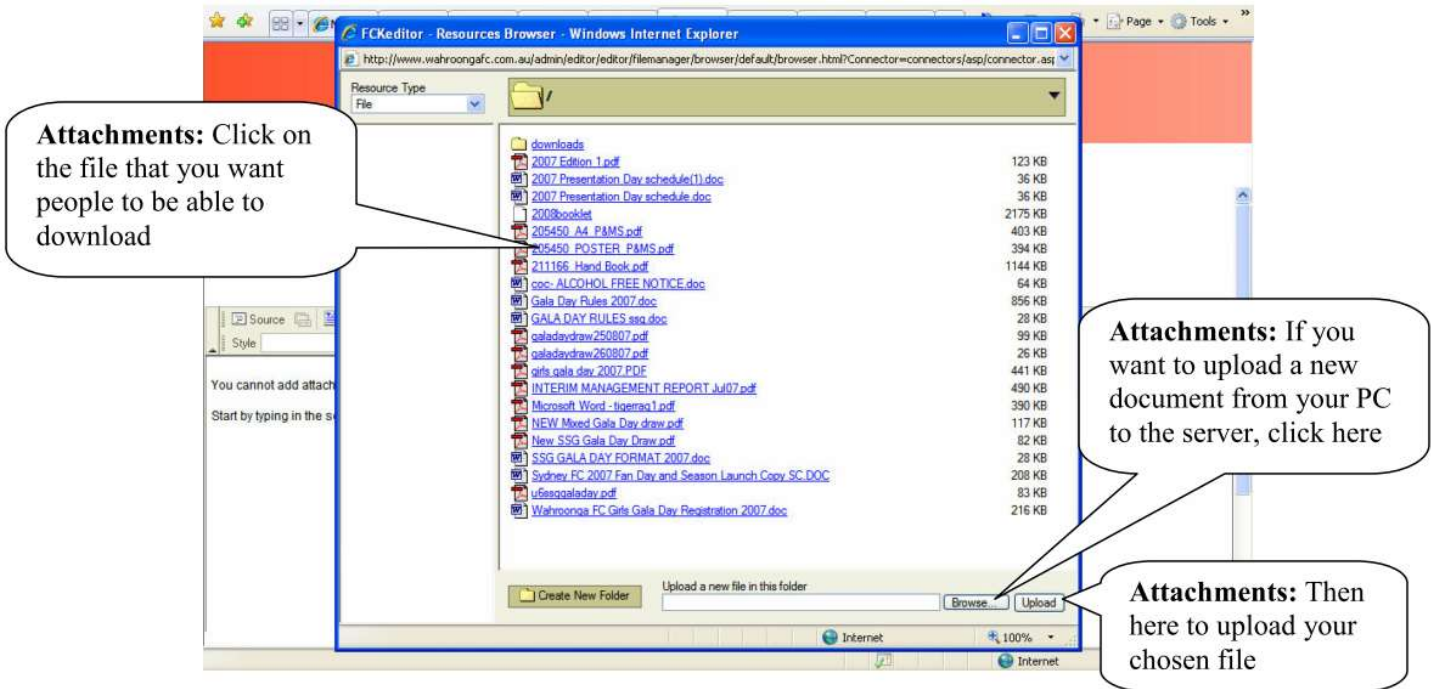 Page
Tools
»
FCKeditor - Resources Browser - Windows Internet Explorer
http://www.wahroongafc.com.au/admin/editor/editor/filemanager/browser/default/browser.html?Connector=connectors/asp/connector.asp
Resource Type
File
/
Attachments: Click on
the file that you want
people to be able to
download
downloads
2007 Edition 1.pdf 123 KB
2007 Presentation Day schedule(1).doc 36 KB
2007 Presentation Day schedule.doc 36 KB
2008booklet 2175 KB
205450_A4_P&MS.pdf 403 KB
205450_POSTER_P&MS.pdf 394 KB
211166_Hand Book.pdf 1144 KB
coc- ALCOHOL FREE NOTICE.doc 64 KB
Gala Day Rules 2007.doc 856 KB
GALA DAY RULES ssg.doc 28 KB
galadaydraw250807.pdf 99 KB
galadaydraw260807.pdf 26 KB
girls gala day 2007.PDF 441 KB
INTERIM MANAGEMENT REPORT Jul07.pdf 490 KB
Microsoft Word - tigerrag1.pdf 390 KB
NEW Mixed Gala Day draw.pdf 117 KB
New SSG Gala Day Draw.pdf 82 KB
SSG GALA DAY FORMAT 2007.doc 28 KB
Sydney FC 2007 Fan Day and Season Launch Copy SC.DOC 208 KB
u6ssggaladay.pdf 83 KB
Wahroonga FC Girls Gala Day Registration 2007.doc 216 KB
Source
Style
You cannot add attach
Start by typing in the
Attachments: If you
want to upload a new
document from your PC
to the server, click here
Create New Folder
Upload a new file in this folder
Browse...
Upload
Attachments: Then
here to upload your
chosen file
Internet
100%
Internet